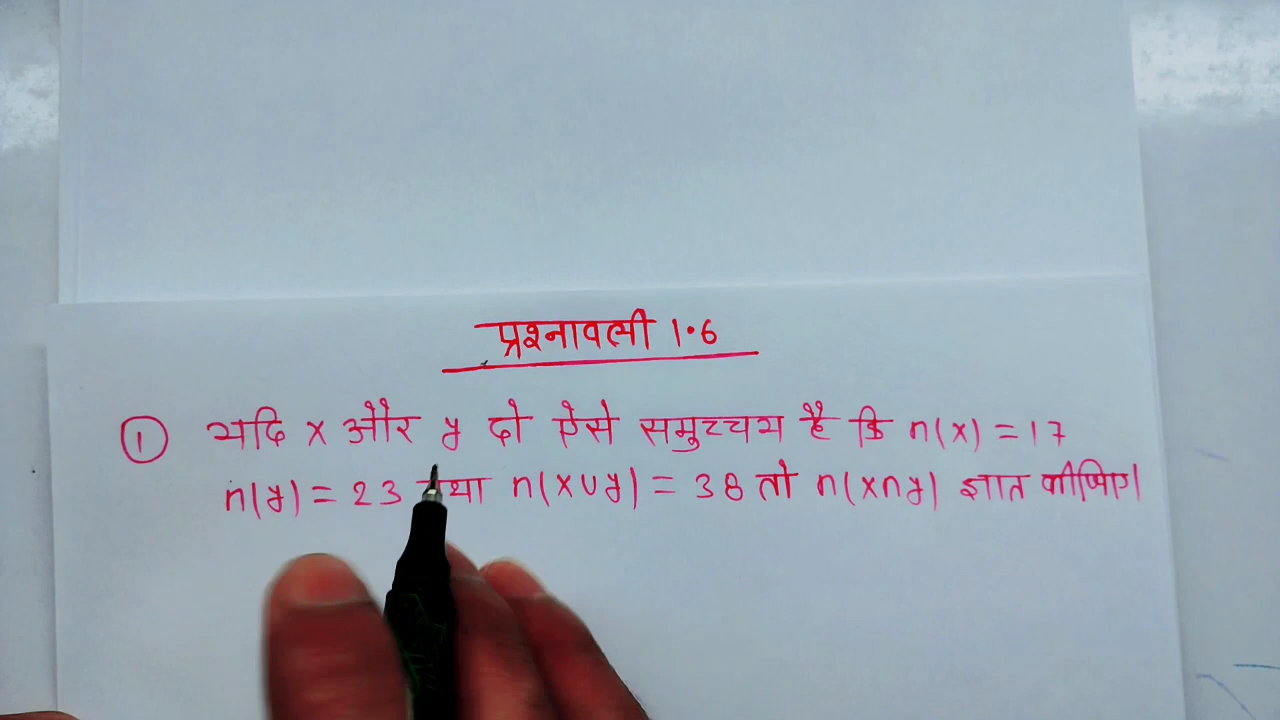 प्रश्नावली 1.6
① यदि x और y दो ऐसे समुच्चय है कि n(x) = 17
n(y) = 23 तथा n(x∪y) = 38 तो n(x∩y) ज्ञात कीजिए।